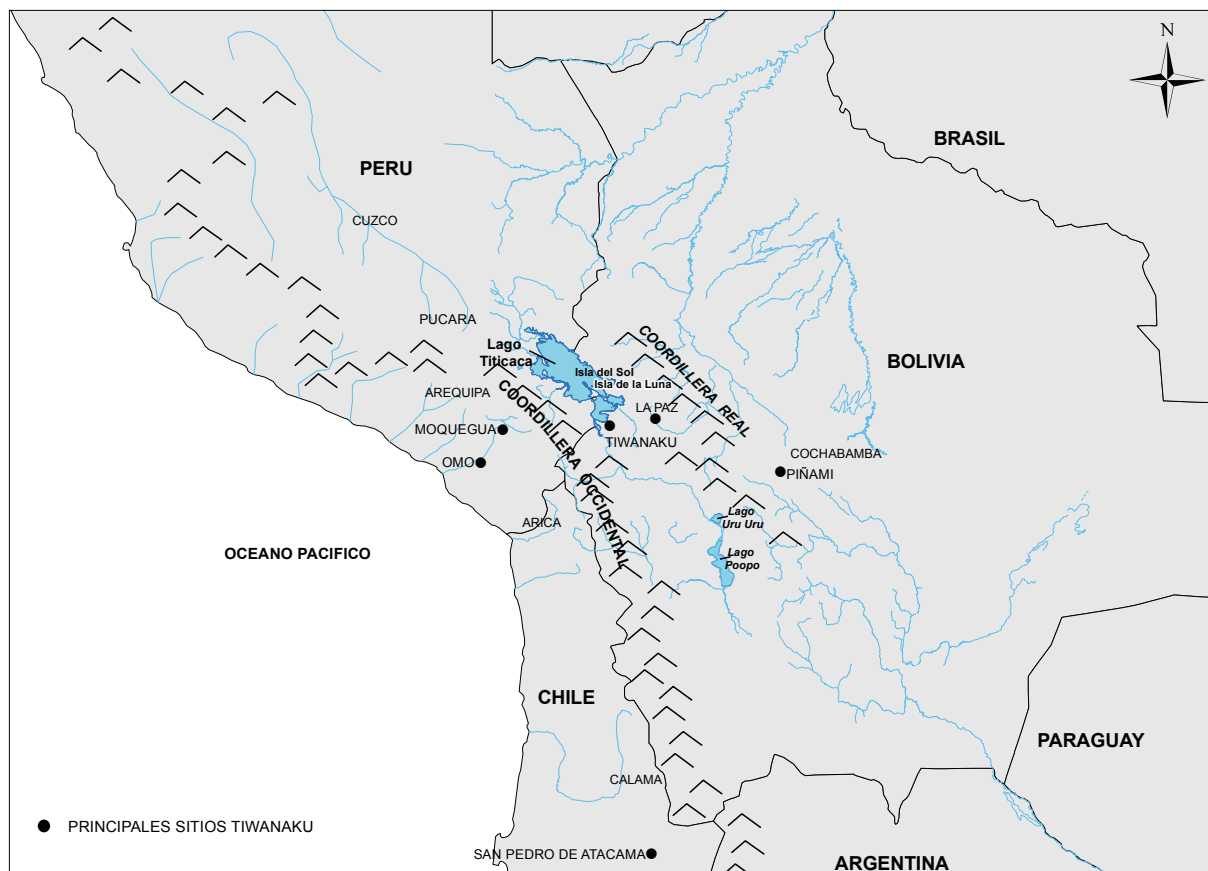 N
BRASIL
PERU
CUZCO
PUCARA
COORDILLERA REAL
Lago
Titicaca
BOLIVIA
Isla del Sol
Isla de la Luna
AREQUIPA
LA PAZ
MOQUEGUA
TIWANAKU
COORDILLERA OCCIDENTAL
COCHABAMBA
OMO
PIÑAMI
Lago
Uru Uru
ARICA
OCEANO PACIFICO
Lago
Poopo
CHILE
PARAGUAY
CALAMA
PRINCIPALES SITIOS TIWANAKU
SAN PEDRO DE ATACAMA
ARGENTINA